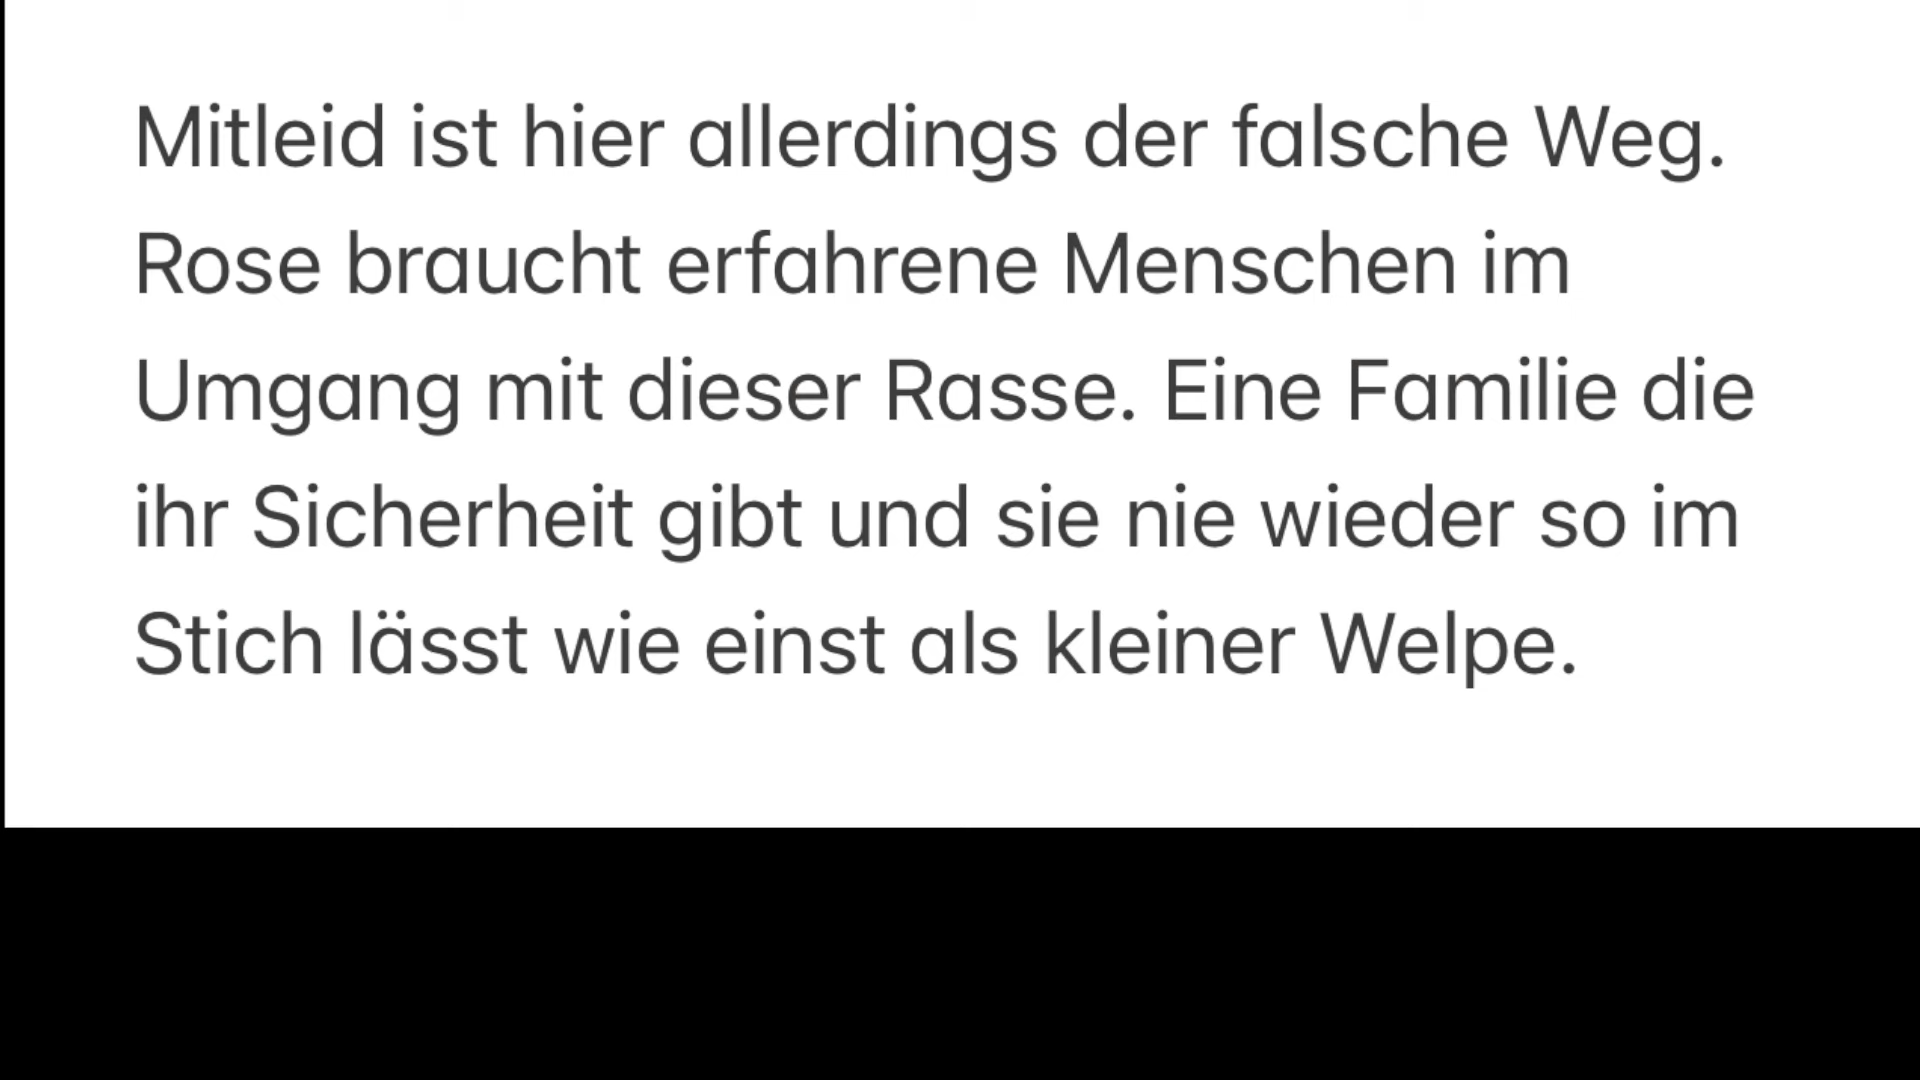 Mitleid ist hier allerdings der falsche Weg.
Rose braucht erfahrene Menschen im
Umgang mit dieser Rasse. Eine Familie die
ihr Sicherheit gibt und sie nie wieder so im
Stich lässt wie einst als kleiner Welpe.